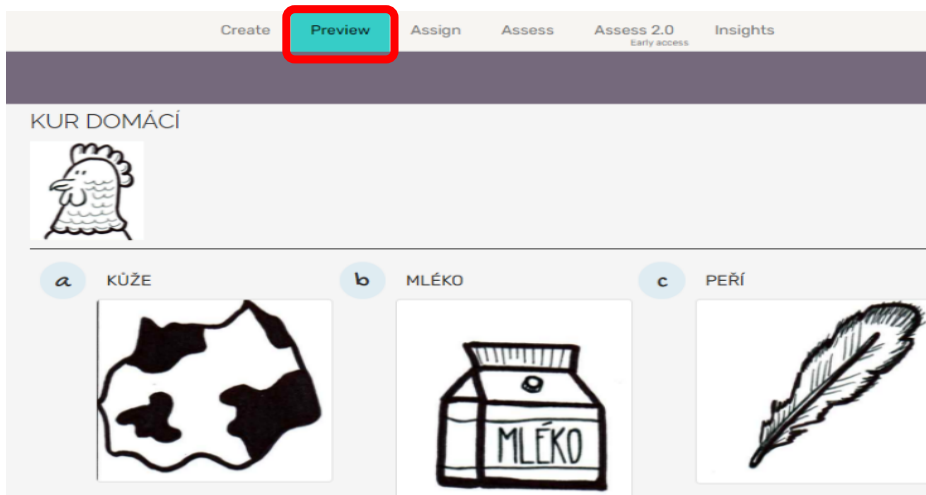 Create Preview Assign Assess Assess 2.0 Insights
Early access
KUR DOMÁCÍ
a KŮŽE b MLÉKO c PEŘÍ
MLÉKO